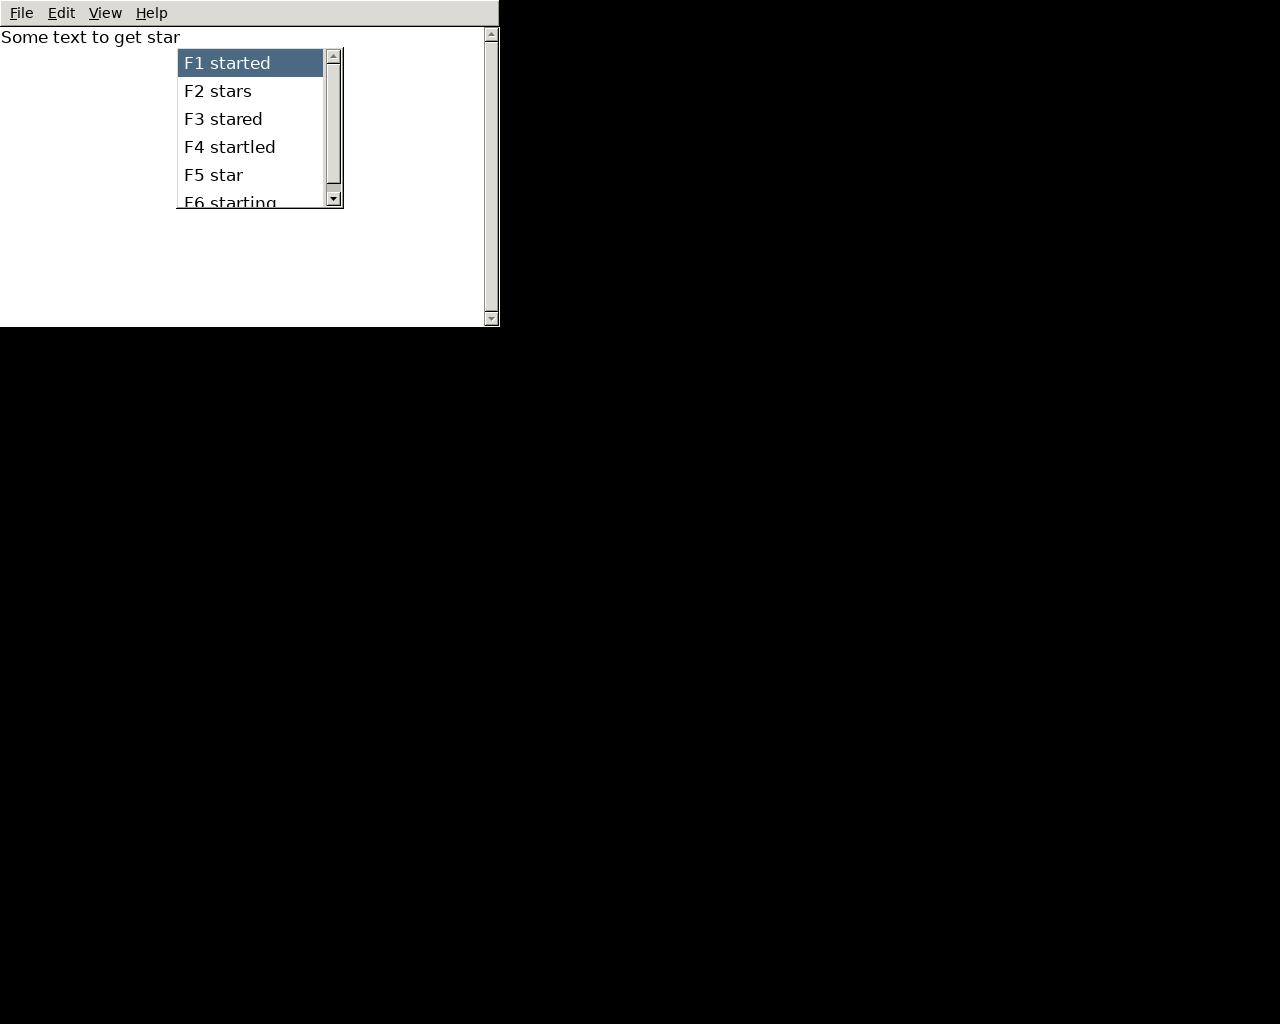 File Edit View Help
Some text to get star
F1 started
F2 stars
F3 stared
F4 startled
F5 star
F6 starting